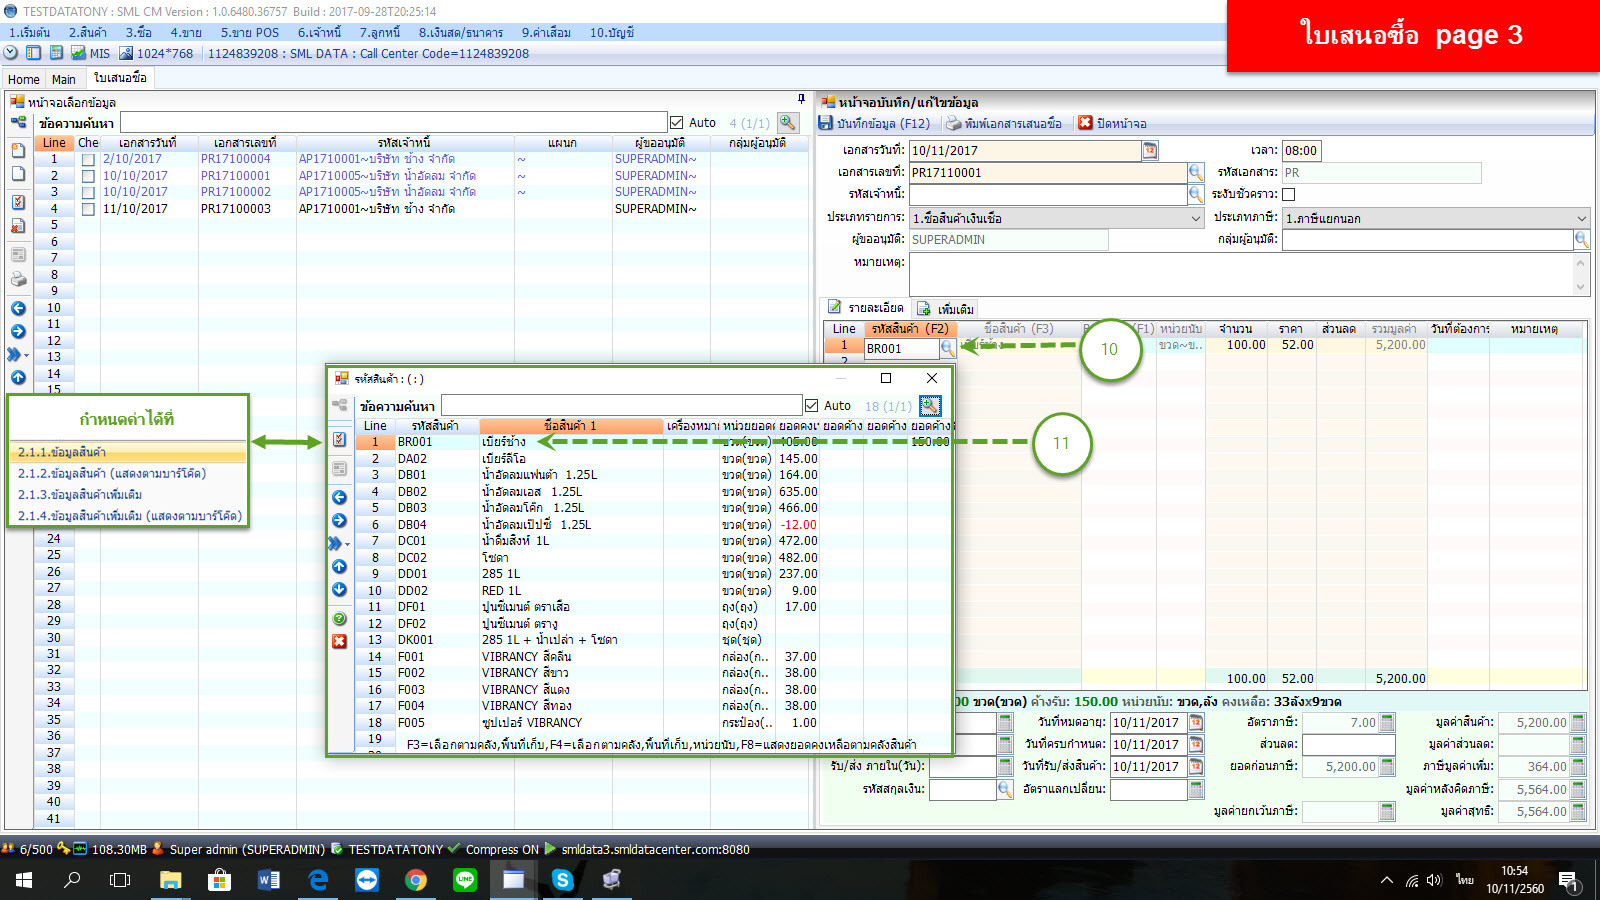 TESTDATATONY : SML CM Version : 1.0.6480.36757  Build : 2017-09-28T20:25:14
ใบเสนอซื้อ page 3
1.เริ่มต้น 2.สินค้า 3.ซื้อ 4.ขาย 5.ขาย POS 6.เจ้าหนี้ 7.ลูกหนี้ 8.เงินสด/ธนาคาร 9.ค่าเสื่อม 10.บัญชี
MIS 1024*768 1124839208 : SML DATA : Call Center Code=1124839208
Home Main ใบเสนอซื้อ
หน้าจอเลือกข้อมูล
ข้อความค้นหา Auto 4 (1/1)
Line Che เอกสารวันที่ เอกสารเลขที่ รหัสเจ้าหนี้ แผนก ผู้ขออนุมัติ กลุ่มผู้อนุมัติ
1 2/10/2017 PR17100004 AP1710001~บริษัท ช้าง จำกัด ~ SUPERADMIN~
2 10/10/2017 PR17100001 AP1710005~บริษัท น้ำอัดลม จำกัด ~ SUPERADMIN~
3 10/10/2017 PR17100002 AP1710005~บริษัท น้ำอัดลม จำกัด ~ SUPERADMIN~
4 11/10/2017 PR17100003 AP1710001~บริษัท ช้าง จำกัด SUPERADMIN~
5
6
7
8
9
10
11
12
13
14
15
24
25
26
27
28
29
30
31
32
33
34
35
36
37
38
39
40
41
กำหนดค่าได้ที่
2.1.1.ข้อมูลสินค้า
2.1.2.ข้อมูลสินค้า (แสดงตามบาร์โค๊ด)
2.1.3.ข้อมูลสินค้าเพิ่มเติม
2.1.4.ข้อมูลสินค้าเพิ่มเติม (แสดงตามบาร์โค๊ด)
หน้าจอบันทึก/แก้ไขข้อมูล
บันทึกข้อมูล (F12) พิมพ์เอกสารเสนอซื้อ ปิดหน้าจอ
เอกสารวันที่: 10/11/2017 เวลา: 08:00
เอกสารเลขที่: PR17110001 รหัสเอกสาร: PR
รหัสเจ้าหนี้: ระงับชั่วคราว:
ประเภทรายการ: 1.ซื้อสินค้าเงินเชื่อ ประเภทภาษี: 1.ภาษีแยกนอก
ผู้ขออนุมัติ: SUPERADMIN กลุ่มผู้อนุมัติ:
หมายเหตุ:
รายละเอียด เพิ่มเติม
Line รหัสสินค้า (F2) ชื่อสินค้า (F3) (F1) หน่วยนับ จำนวน ราคา ส่วนลด รวมมูลค่า วันที่ต้องการ หมายเหตุ
1 BR001 เบียร์ช้าง ขวด~ข.. 100.00 52.00 5,200.00
2
10
รหัสสินค้า : ( : )
ข้อความค้นหา Auto 18 (1/1)
Line รหัสสินค้า ชื่อสินค้า 1 เครื่องหมาย หน่วยยอด ยอดคงเ ยอดค้าง ยอดค้าง ยอดค้าง
1 BR001 เบียร์ช้าง ขวด(ขวด) 405.00 150.00
2 DA02 เบียร์ลีโอ ขวด(ขวด) 145.00
3 DB01 น้ำอัดลมแฟนต้า 1.25L ขวด(ขวด) 164.00
4 DB02 น้ำอัดลมเอส 1.25L ขวด(ขวด) 635.00
5 DB03 น้ำอัดลมโค๊ก 1.25L ขวด(ขวด) 466.00
6 DB04 น้ำอัดลมเป๊ปซี่ 1.25L ขวด(ขวด) -12.00
7 DC01 น้ำดื่มสิงห์ 1L ขวด(ขวด) 472.00
8 DC02 โซดา ขวด(ขวด) 482.00
9 DD01 285 1L ขวด(ขวด) 237.00
10 DD02 RED 1L ขวด(ขวด) 9.00
11 DF01 ปูนซีเมนต์ ตราเสือ ถุง(ถุง) 17.00
12 DF02 ปูนซีเมนต์ ตรางู ถุง(ถุง)
13 DK001 285 1L + น้ำเปล่า + โซดา ชุด(ชุด)
14 F001 VIBRANCY สีคลีน กล่อง(ก.. 37.00
15 F002 VIBRANCY สีขาว กล่อง(ก.. 38.00
16 F003 VIBRANCY สีแดง กล่อง(ก.. 38.00
17 F004 VIBRANCY สีทอง กล่อง(ก.. 38.00
18 F005 ซุปเปอร์ VIBRANCY กระป๋อง(.. 1.00
19
F3=เลือกตามคลัง,พื้นที่เก็บ,F4=เลือกตามคลัง,พื้นที่เก็บ,หน่วยนับ,F8=แสดงยอดคงเหลือตามคลังสินค้า
11
100.00 52.00 5,200.00
00 ขวด(ขวด) ค้างรับ: 150.00 หน่วยนับ: ขวด,ลัง คงเหลือ: 33ลังx9ขวด
วันที่หมดอายุ: 10/11/2017 อัตราภาษี: 7.00 มูลค่าสินค้า: 5,200.00
วันที่ครบกำหนด: 10/11/2017 ส่วนลด: มูลค่าส่วนลด:
รับ/ส่ง ภายใน(วัน): วันที่รับ/ส่งสินค้า: 10/11/2017 ยอดก่อนภาษี: 5,200.00 ภาษีมูลค่าเพิ่ม: 364.00
รหัสสกุลเงิน: อัตราแลกเปลี่ยน: มูลค่าหลังคิดภาษี: 5,564.00
มูลค่ายกเว้นภาษี: มูลค่าสุทธิ: 5,564.00
6/500 108.30MB Super admin (SUPERADMIN) TESTDATATONY Compress ON smldata3.smldatacenter.com:8080
ไทย 10:54
10/11/2560 1